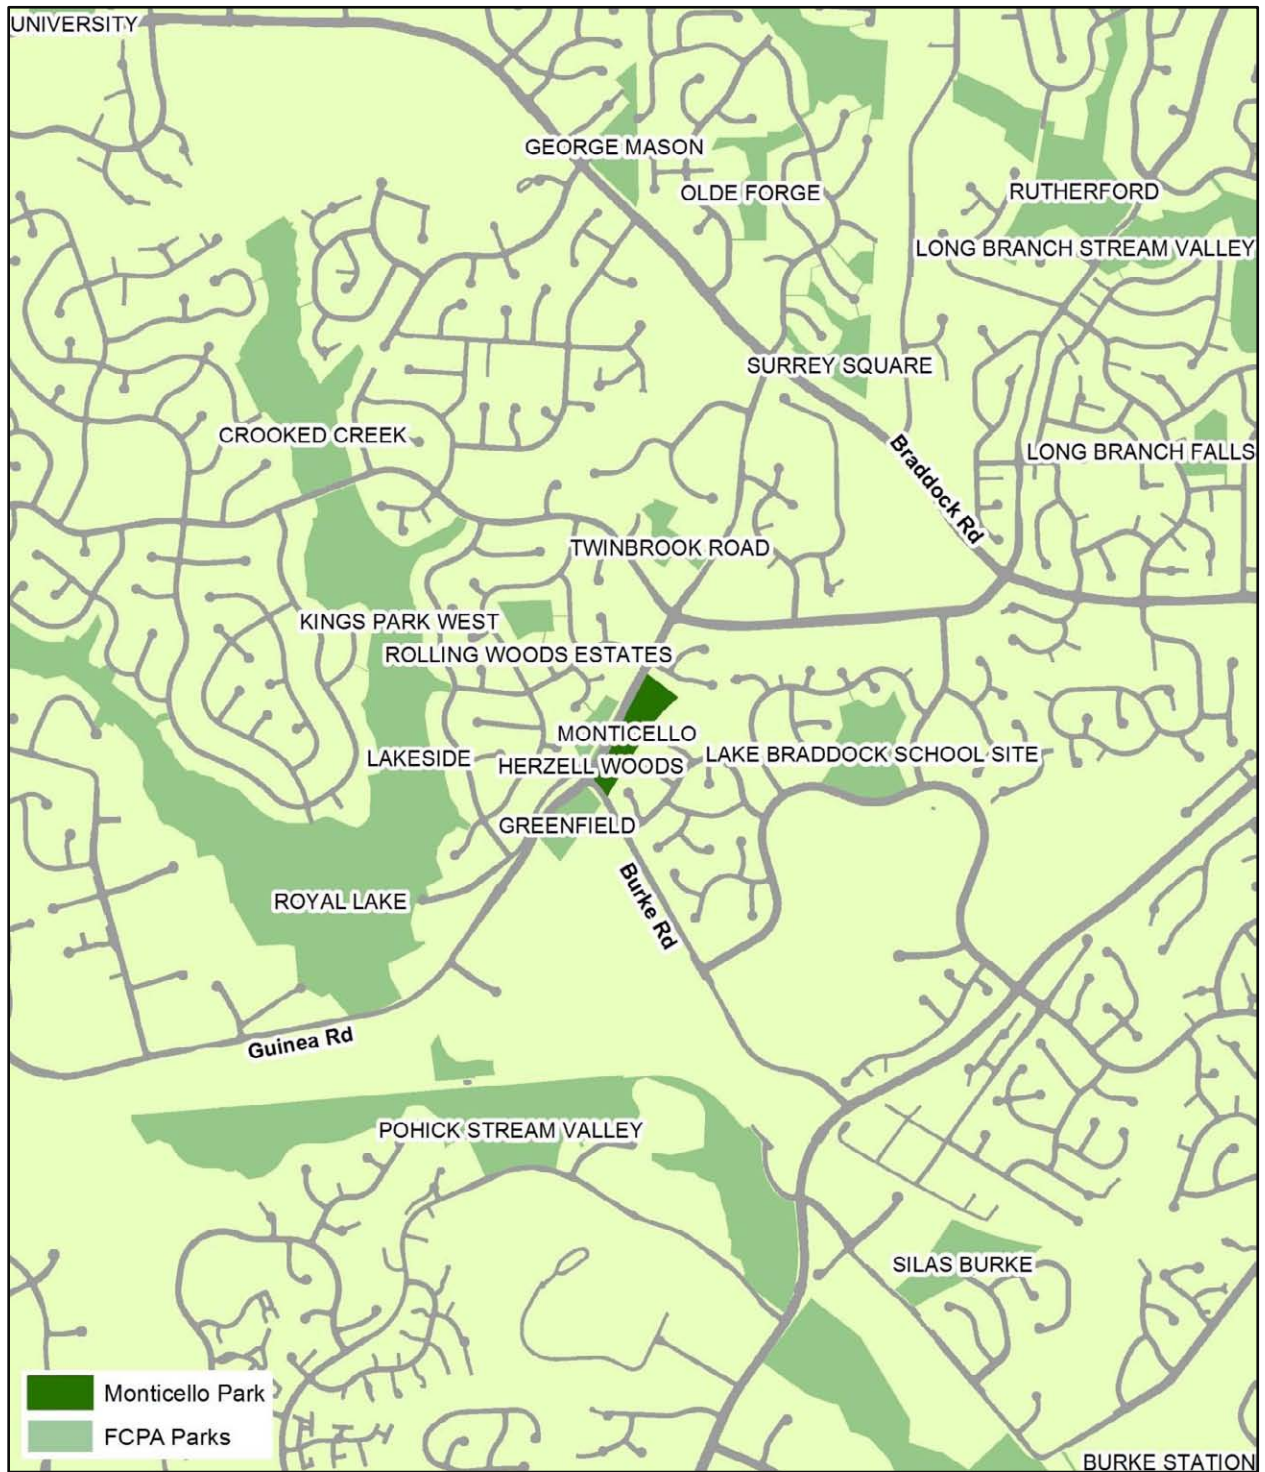 UNIVERSITY
GEORGE MASON
OLDE FORGE
RUTHERFORD
LONG BRANCH STREAM VALLEY
SURREY SQUARE
CROOKED CREEK
Braddock Rd
LONG BRANCH FALLS
TWINBROOK ROAD
KINGS PARK WEST
ROLLING WOODS ESTATES
MONTICELLO
LAKESIDE
HERZELL WOODS
LAKE BRADDOCK SCHOOL SITE
GREENFIELD
ROYAL LAKE
Burke Rd
Guinea Rd
POHICK STREAM VALLEY
SILAS BURKE
Monticello Park
FCPA Parks
BURKE STATION